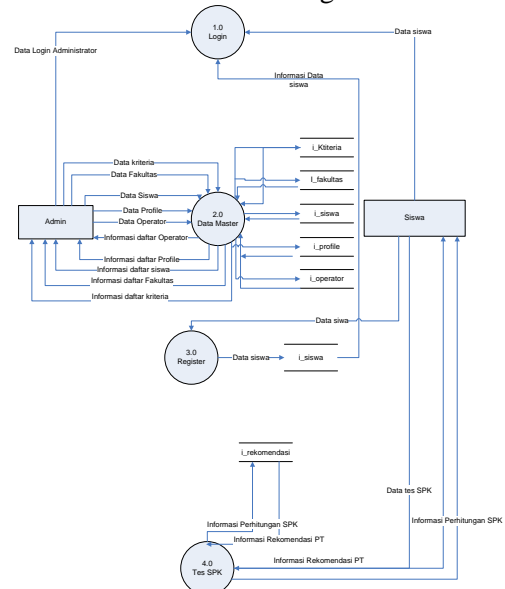 1.0
Login
Data siswa
Data Login Administrator
Informasi Data
siswa
Data kriteria
i_Ktiteria
Data Fakultas
I_fakultas
Data Siswa
2.0
Data Master
Data Profile
i_siswa
Siswa
Admin
Data Operator
Informasi daftar Operator
i_profile
Informasi daftar Profile
Informasi daftar siswa
i_operator
Informasi daftar Fakultas
Informasi daftar kriteria
Data siwa
3.0
Register
Data siswa
i_siswa
i_rekomendasi
Data tes SPK
Informasi Perhitungan SPK
Informasi Perhitungan SPK
Informasi Rekomendasi PT
4.0
Tes SPK
Informasi Rekomendasi PT